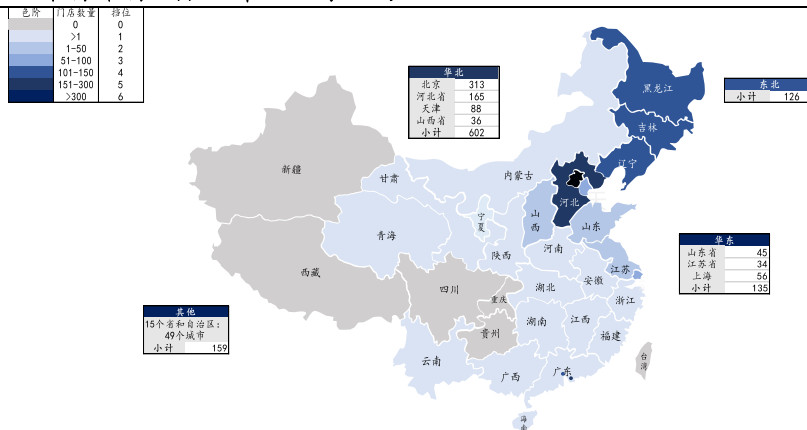 色阶 门店数量 挡位
0 0
>1 1
1-50 2
51-100 3
101-150 4
151-300 5
>300 6
华北
北京 313
河北省 165
天津 88
山西省 36
小计 602
东北
小计 126
华东
山东省 45
江苏省 34
上海 56
小计 135
其他
15个省和自治区:
49个城市
小计 159
黑龙江
吉林
辽宁
新疆
甘肃
内蒙古
宁夏
山西
河北
山东
青海
陕西
河南
西藏
四川
重庆
湖北
安徽
江苏
浙江
贵州
湖南
江西
福建
云南
广西
广东
台湾
海南